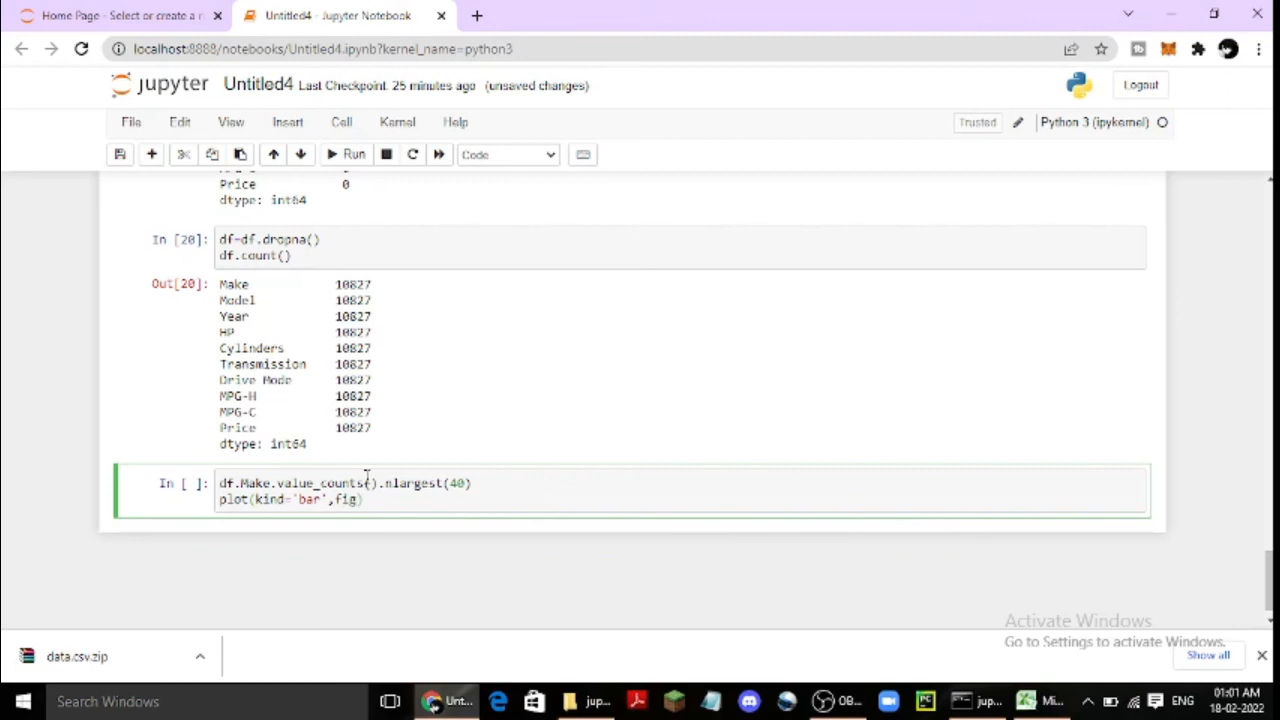 Home Page - Select or create a n
Untitled4 - Jupyter Notebook
localhost:8888/notebooks/Untitled4.ipynb?kernel_name=python3
jupyter Untitled4 Last Checkpoint: 25 minutes ago (unsaved changes)
Logout
File Edit View Insert Cell Kernel Help
Trusted
Python 3 (ipykernel)
Run
Code
Price 0
dtype: int64
In [20]: df=df.dropna()
df.count()
Out[20]: Make 10827
Model 10827
Year 10827
HP 10827
Cylinders 10827
Transmission 10827
Drive Mode 10827
MPG-H 10827
MPG-C 10827
Price 10827
dtype: int64
In [ ]: df.Make.value_counts().nlargest(40)
plot(kind='bar',fig)
Activate Windows
Go to Settings to activate Windows.
data.csv.zip
Show all
Search Windows
Unt...
jup...
OB...
jup...
Mi...
ENG
01:01 AM
18-02-2022